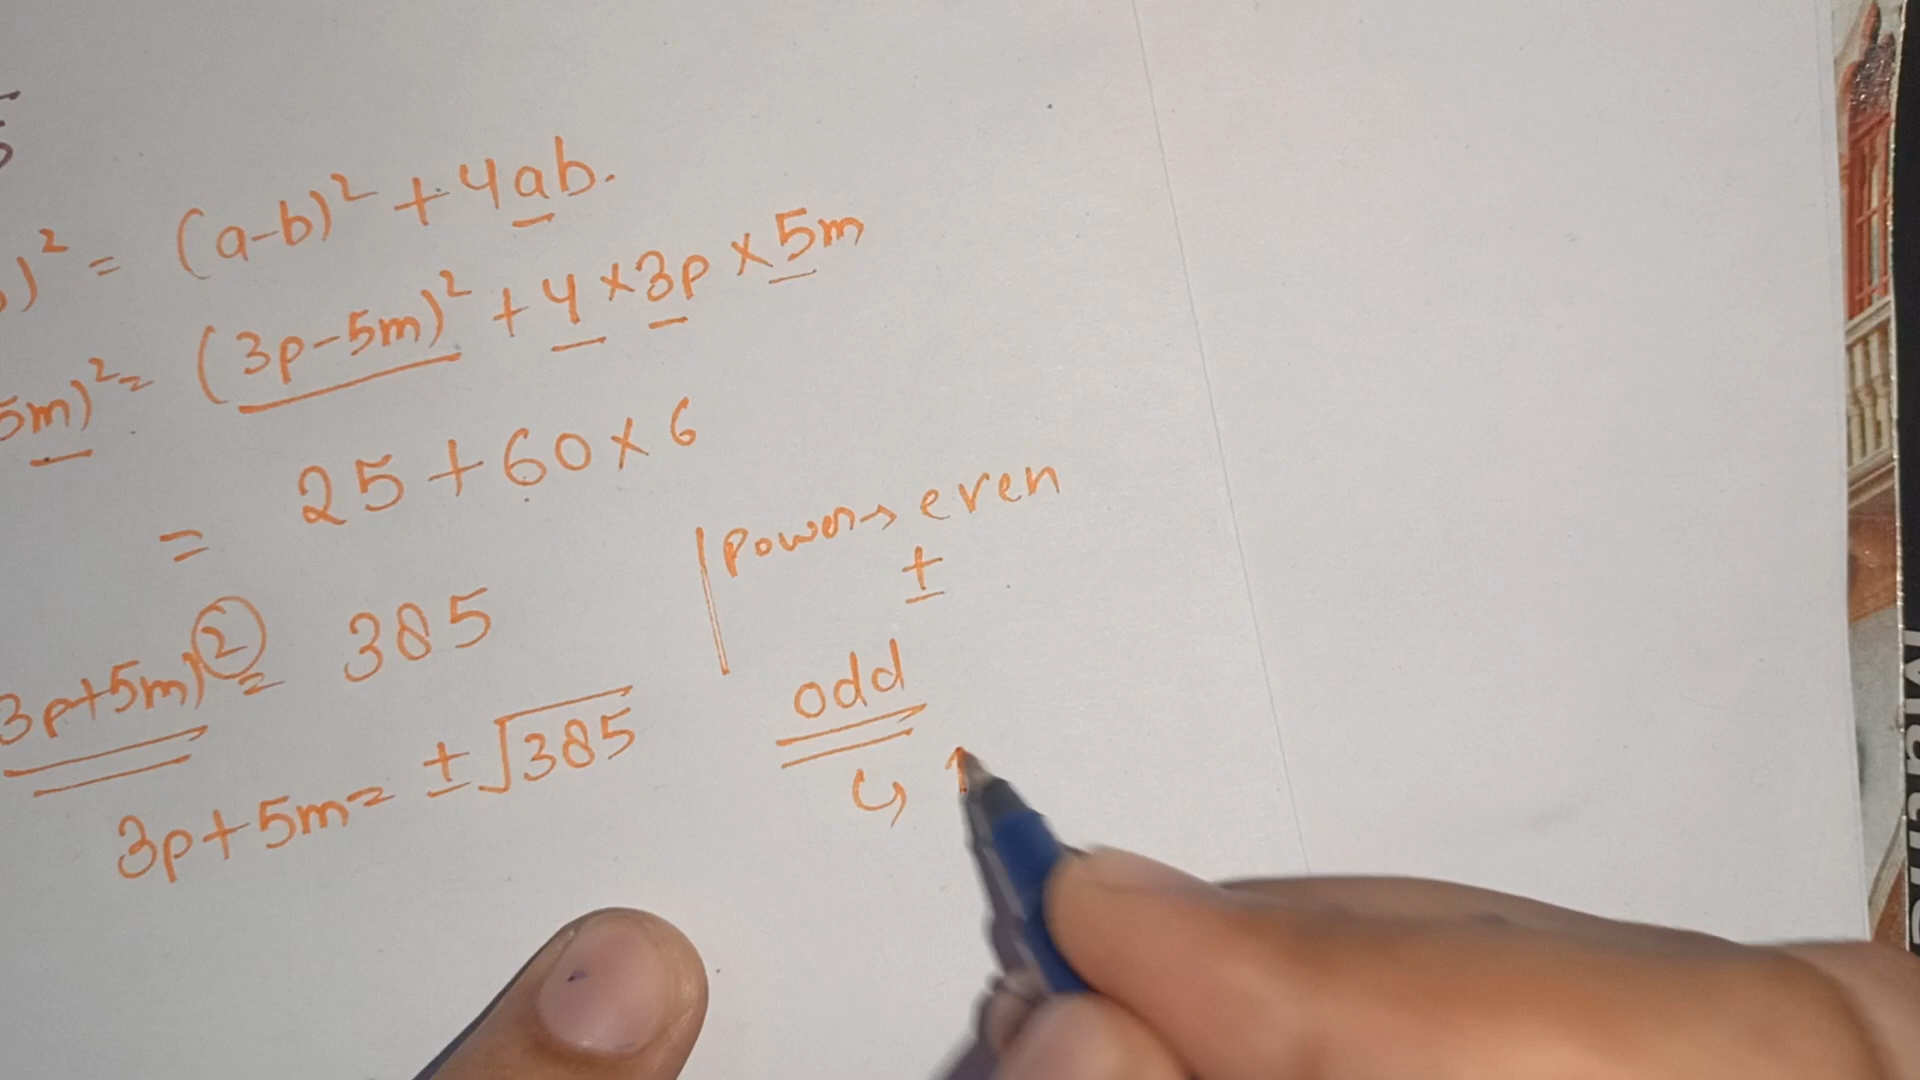 )² = (a-b)² + 4ab.
5m)² = (3p-5m)² + 4 × 3p × 5m
= 25 + 60 × 6
3p+5m)² = 385
3p+5m = ±√385
Power → even
±
odd
↳